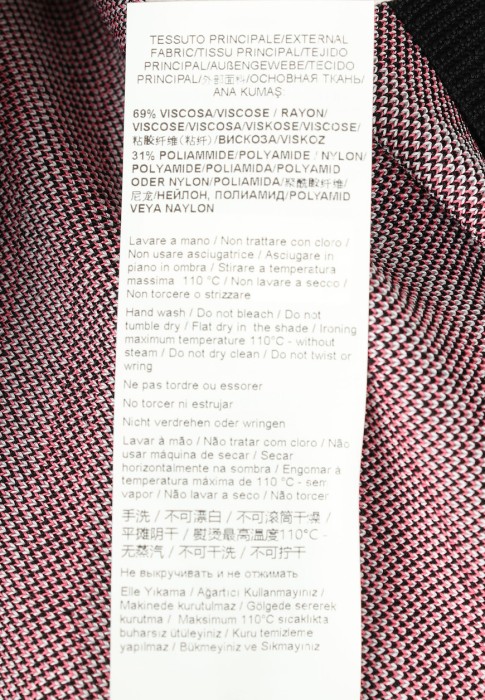 TESSUTO PRINCIPALE/EXTERNAL
FABRIC/TISSU PRINCIPAL/TEJIDO
PRINCIPAL/AUßENGEWEBE/TECIDO
PRINCIPAL/外影面料/ОСНОВНАЯ ТКАНЬ/
ANA KUMAŞ
69% VISCOSA/VISCOSE / RAYON/
VISCOSE/VISCOSA/VISKOSE/VISCOSE/
粘胶纤维(粘纤)/ВИСКОЗА/VISKOZ
31% POLIAMMIDE/POLYAMIDE / NYLON/
POLYAMIDE/POLIAMIDA/POLYAMID
ODER NYLON/POLIAMIDA/聚酰胺纤维/
尼龙/НЕЙЛОН, ПОЛИАМИД/POLYAMID
VEYA NAYLON
Lavare a mano / Non trattare con cloro /
Non usare asciugatrice / Asciugare in
piano in ombra / Stirare a temperatura
massima 110 °C / Non lavare a secco /
Non torcere o strizzare
Hand wash / Do not bleach / Do not
tumble dry / Flat dry in the shade / Ironing
maximum temperature 110°C - without
steam / Do not dry clean / Do not twist or
wring
Ne pas tordre ou essorer
No torcer ni estrujar
Nicht verdrehen oder wringen
Lavar à mão / Não tratar com cloro / Não
usar máquina de secar / Secar
horizontalmente na sombra / Engomar à
temperatura máxima de 110 °C - sem
vapor / Não lavar a seco / Não torcer
手洗 / 不可漂白 / 不可滚筒干燥 /
平摊阴干 / 熨烫最高温度110°C -
无蒸汽 / 不可干洗 / 不可拧干
Не выкручивать и не отжимать
Elle Yıkama / Ağartıcı Kullanmayınız /
Makinede kurutulmaz / Gölgede sererek
kurutma / Maksimum 110°C sıcaklıkta
buharsız ütüleyiniz / Kuru temizleme
yapılmaz / Bükmeyiniz ve Sıkmayınız